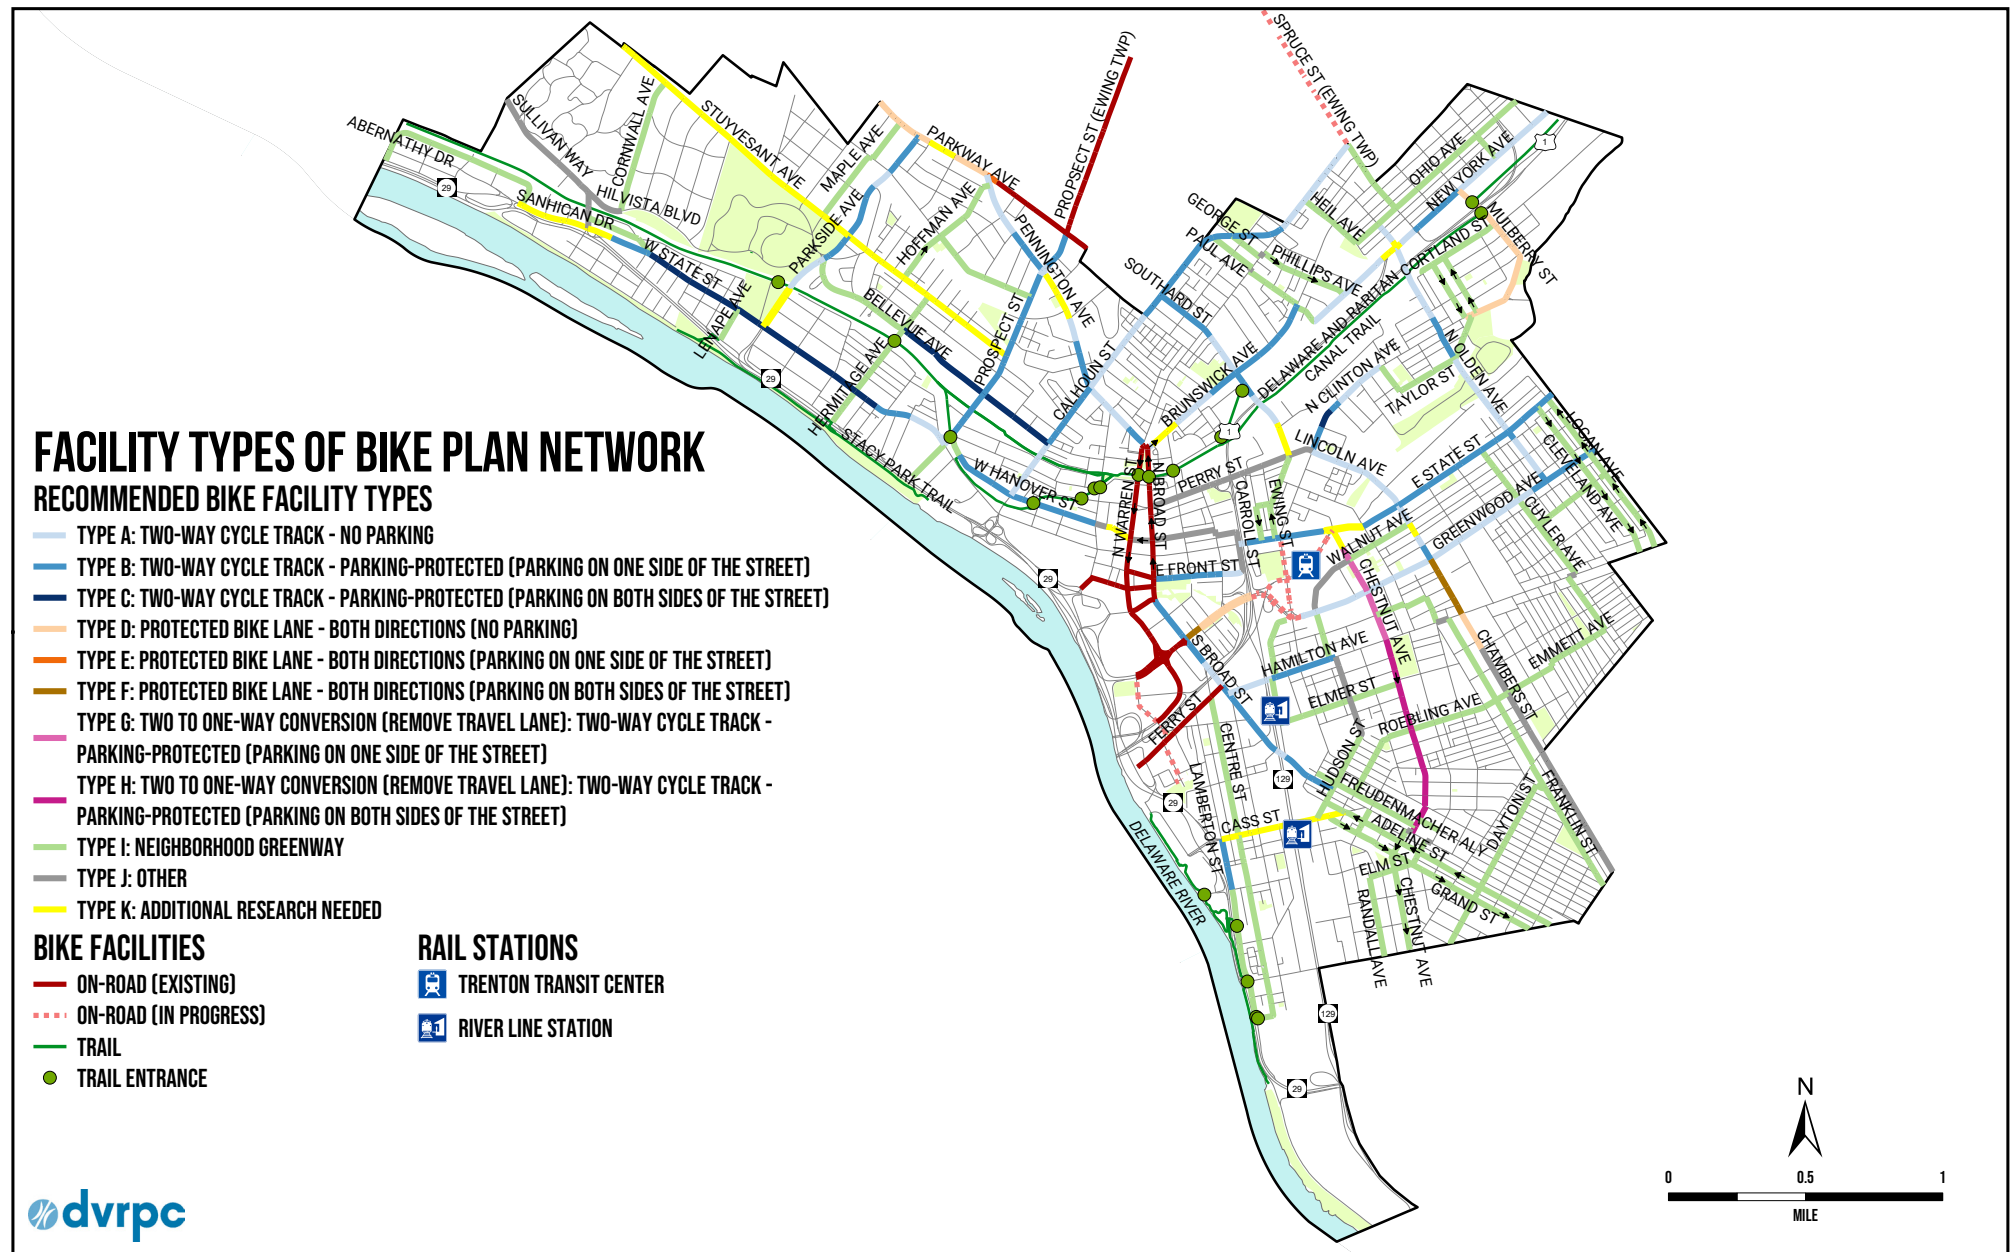 FACILITY TYPES OF BIKE PLAN NETWORK
RECOMMENDED BIKE FACILITY TYPES
TYPE A: TWO-WAY CYCLE TRACK - NO PARKING
TYPE B: TWO-WAY CYCLE TRACK - PARKING-PROTECTED (PARKING ON ONE SIDE OF THE STREET)
TYPE C: TWO-WAY CYCLE TRACK - PARKING-PROTECTED (PARKING ON BOTH SIDES OF THE STREET)
TYPE D: PROTECTED BIKE LANE - BOTH DIRECTIONS (NO PARKING)
TYPE E: PROTECTED BIKE LANE - BOTH DIRECTIONS (PARKING ON ONE SIDE OF THE STREET)
TYPE F: PROTECTED BIKE LANE - BOTH DIRECTIONS (PARKING ON BOTH SIDES OF THE STREET)
TYPE G: TWO TO ONE-WAY CONVERSION (REMOVE TRAVEL LANE): TWO-WAY CYCLE TRACK -
PARKING-PROTECTED (PARKING ON ONE SIDE OF THE STREET)
TYPE H: TWO TO ONE-WAY CONVERSION (REMOVE TRAVEL LANE): TWO-WAY CYCLE TRACK -
PARKING-PROTECTED (PARKING ON BOTH SIDES OF THE STREET)
TYPE I: NEIGHBORHOOD GREENWAY
TYPE J: OTHER
TYPE K: ADDITIONAL RESEARCH NEEDED
BIKE FACILITIES
ON-ROAD (EXISTING)
ON-ROAD (IN PROGRESS)
TRAIL
TRAIL ENTRANCE
RAIL STATIONS
TRENTON TRANSIT CENTER
RIVER LINE STATION
dvrpc
ABERNATHY DR
SULLIVAN WAY
CORNWALL AVE
HILVISTA BLVD
SANHICAN DR
STUYVESANT AVE
MAPLE AVE
PARKWAY AVE
PARKSIDE AVE
HOFFMAN AVE
PROPSECT ST (EWING TWP)
SPRUCE ST (EWING TWP)
W STATE ST
LENAPE AVE
BELLEVUE AVE
HERMITAGE AVE
PROSPECT ST
PENNINGTON AVE
SOUTHARD ST
CALHOUN ST
STACY PARK TRAIL
W HANOVER ST
GEORGE ST
PAUL AVE
PHILLIPS AVE
HEIL AVE
OHIO AVE
NEW YORK AVE
MULBERRY ST
CORTLAND ST
DELAWARE AND RARITAN
CANAL TRAIL
BRUNSWICK AVE
N CLINTON AVE
TAYLOR ST
N OLDEN AVE
LINCOLN AVE
E STATE ST
GREENWOOD AVE
CLEVELAND AVE
LOGAN AVE
CUYLER AVE
EMMETT AVE
N WARREN ST
N BROAD ST
PERRY ST
CARROLL ST
EWING ST
E FRONT ST
WALNUT AVE
CHESTNUT AVE
CHAMBERS ST
S BROAD ST
HAMILTON AVE
ELMER ST
ROEBLING AVE
HUDSON ST
FERRY ST
CENTRE ST
LAMBERTON ST
CASS ST
FREUDENMACHER ALY
ADELINE ST
ELM ST
GRAND ST
DAYTON ST
FRANKLIN ST
RANDALL AVE
CHESTNUT AVE
DELAWARE RIVER
29
29
29
29
29
1
1
129
129
N
0
0.5
1
MILE